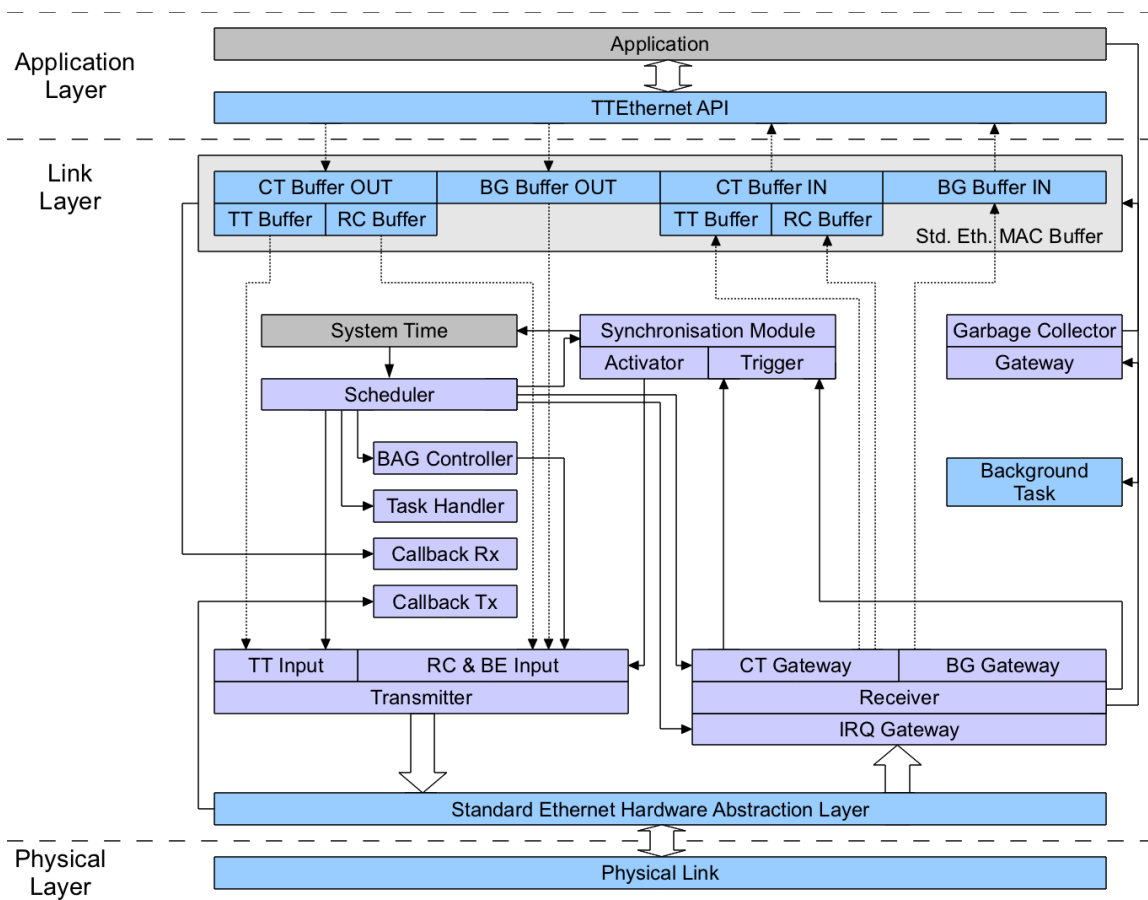 Application
Layer
Application
TTEthernet API
Link
Layer
CT Buffer OUT
BG Buffer OUT
CT Buffer IN
BG Buffer IN
TT Buffer
RC Buffer
TT Buffer
RC Buffer
Std. Eth. MAC Buffer
System Time
Synchronisation Module
Garbage Collector
Activator
Trigger
Gateway
Scheduler
BAG Controller
Background
Task
Task Handler
Callback Rx
Callback Tx
TT Input
RC & BE Input
CT Gateway
BG Gateway
Transmitter
Receiver
IRQ Gateway
Standard Ethernet Hardware Abstraction Layer
Physical
Layer
Physical Link